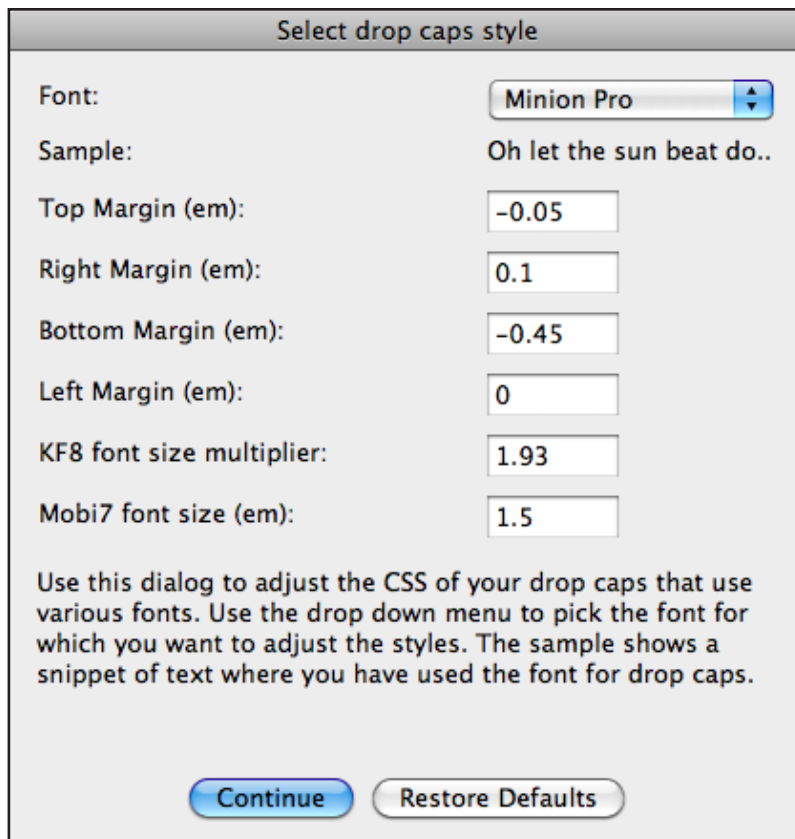 Select drop caps style
Font: Minion Pro
Sample: Oh let the sun beat do..
Top Margin (em): -0.05
Right Margin (em): 0.1
Bottom Margin (em): -0.45
Left Margin (em): 0
KF8 font size multiplier: 1.93
Mobi7 font size (em): 1.5
Use this dialog to adjust the CSS of your drop caps that use
various fonts. Use the drop down menu to pick the font for
which you want to adjust the styles. The sample shows a
snippet of text where you have used the font for drop caps.
Continue Restore Defaults